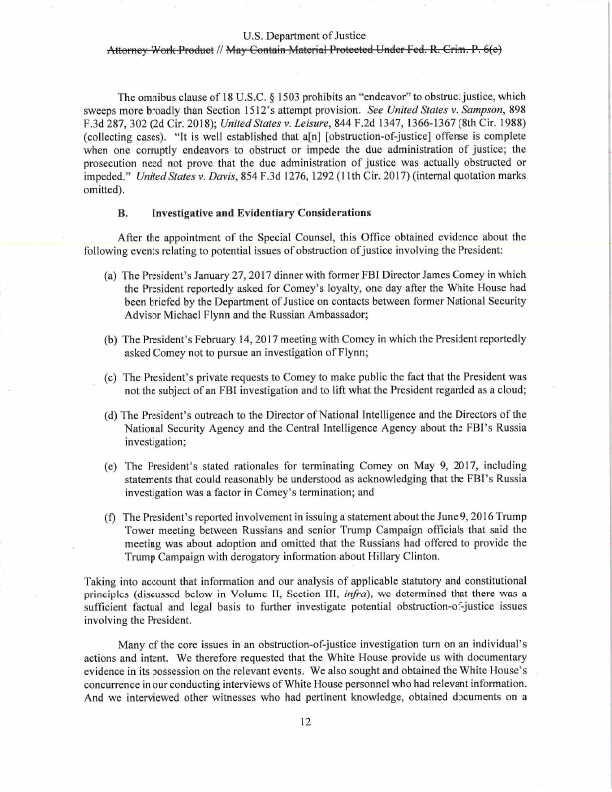 U.S. Department of Justice
Attorney Work Product // May Contain Material Protected Under Fed. R. Crim. P. 6(e)
The omnibus clause of 18 U.S.C. § 1503 prohibits an "endeavor" to obstruct justice, which
sweeps more broadly than Section 1512's attempt provision. See United States v. Sampson, 898
F.3d 287, 302 (2d Cir. 2018); United States v. Leisure, 844 F.2d 1347, 1366-1367 (8th Cir. 1988)
(collecting cases). "It is well established that a[n] [obstruction-of-justice] offense is complete
when one corruptly endeavors to obstruct or impede the due administration of justice; the
prosecution need not prove that the due administration of justice was actually obstructed or
impeded." United States v. Davis, 854 F.3d 1276, 1292 (11th Cir. 2017) (internal quotation marks
omitted).
B. Investigative and Evidentiary Considerations
After the appointment of the Special Counsel, this Office obtained evidence about the
following events relating to potential issues of obstruction of justice involving the President:
(a) The President's January 27, 2017 dinner with former FBI Director James Comey in which
the President reportedly asked for Comey's loyalty, one day after the White House had
been briefed by the Department of Justice on contacts between former National Security
Advisor Michael Flynn and the Russian Ambassador;
(b) The President's February 14, 2017 meeting with Comey in which the President reportedly
asked Comey not to pursue an investigation of Flynn;
(c) The President's private requests to Comey to make public the fact that the President was
not the subject of an FBI investigation and to lift what the President regarded as a cloud;
(d) The President's outreach to the Director of National Intelligence and the Directors of the
National Security Agency and the Central Intelligence Agency about the FBI's Russia
investigation;
(e) The President's stated rationales for terminating Comey on May 9, 2017, including
statements that could reasonably be understood as acknowledging that the FBI's Russia
investigation was a factor in Comey's termination; and
(f) The President's reported involvement in issuing a statement about the June 9, 2016 Trump
Tower meeting between Russians and senior Trump Campaign officials that said the
meeting was about adoption and omitted that the Russians had offered to provide the
Trump Campaign with derogatory information about Hillary Clinton.
Taking into account that information and our analysis of applicable statutory and constitutional
principles (discussed below in Volume II, Section III, infra), we determined that there was a
sufficient factual and legal basis to further investigate potential obstruction-of-justice issues
involving the President.
Many of the core issues in an obstruction-of-justice investigation turn on an individual's
actions and intent. We therefore requested that the White House provide us with documentary
evidence in its possession on the relevant events. We also sought and obtained the White House's
concurrence in our conducting interviews of White House personnel who had relevant information.
And we interviewed other witnesses who had pertinent knowledge, obtained documents on a
12